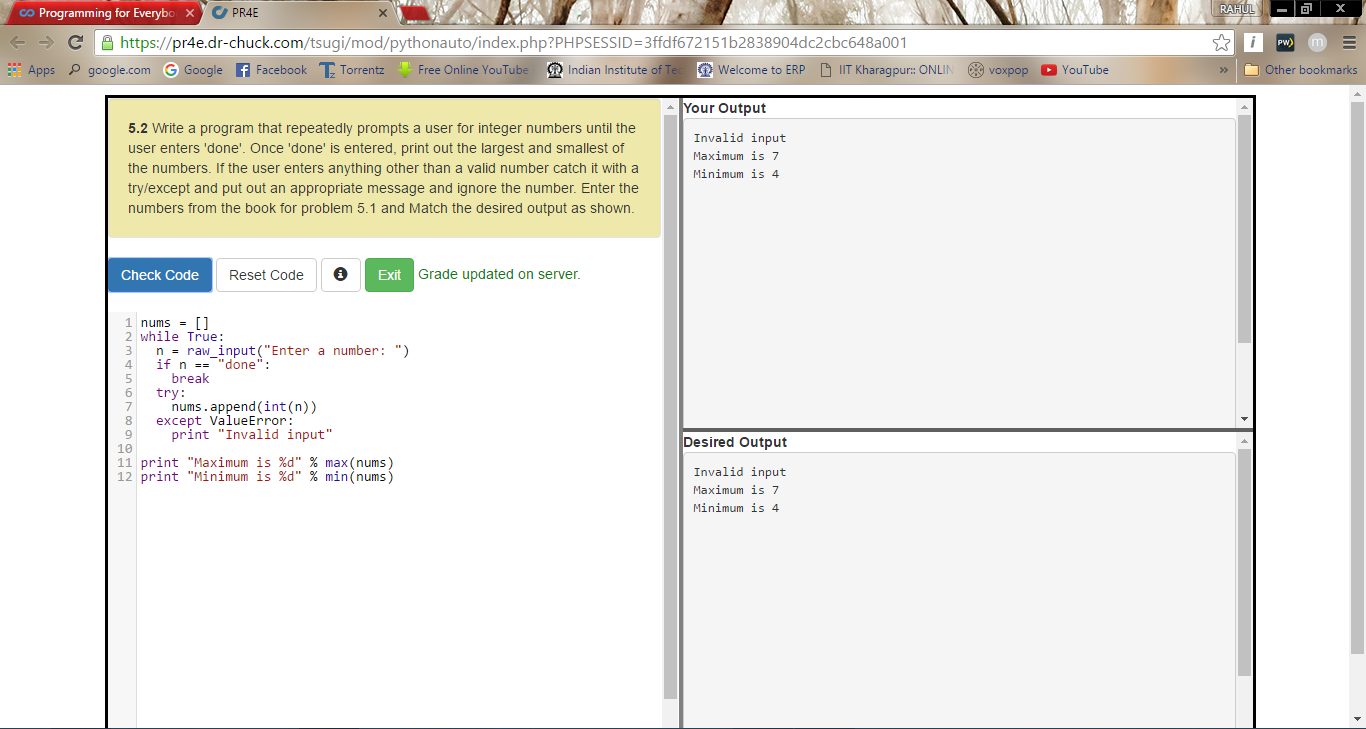 Programming for Everybo
PR4E
RAHUL
https://pr4e.dr-chuck.com/tsugi/mod/pythonauto/index.php?PHPSESSID=3ffdf672151b2838904dc2cbc648a001
Apps google.com Google Facebook Torrentz Free Online YouTube Indian Institute of Tec Welcome to ERP IIT Kharagpur:: ONLIN voxpop YouTube » Other bookmarks
5.2 Write a program that repeatedly prompts a user for integer numbers until the
user enters 'done'. Once 'done' is entered, print out the largest and smallest of
the numbers. If the user enters anything other than a valid number catch it with a
try/except and put out an appropriate message and ignore the number. Enter the
numbers from the book for problem 5.1 and Match the desired output as shown.
Check Code Reset Code Exit Grade updated on server.
1 nums = []
2 while True:
3 n = raw_input("Enter a number: ")
4 if n == "done":
5 break
6 try:
7 nums.append(int(n))
8 except ValueError:
9 print "Invalid input"
10
11 print "Maximum is %d" % max(nums)
12 print "Minimum is %d" % min(nums)
Your Output
Invalid input
Maximum is 7
Minimum is 4
Desired Output
Invalid input
Maximum is 7
Minimum is 4